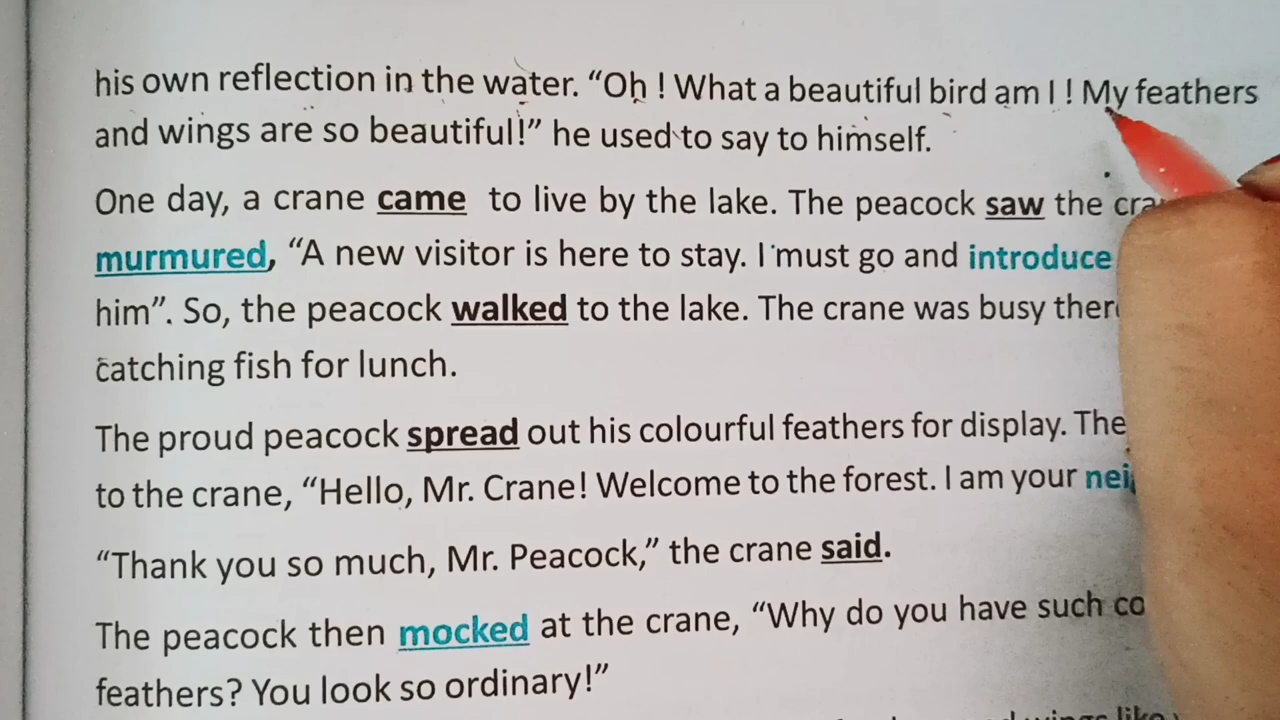 his own reflection in the water. “Oh ! What a beautiful bird am I ! My feathers
and wings are so beautiful!” he used to say to himself.
One day, a crane came to live by the lake. The peacock saw the
murmured, “A new visitor is here to stay. I must go and introduce
him”. So, the peacock walked to the lake. The crane was busy
catching fish for lunch.
The proud peacock spread out his colourful feathers for display. The
to the crane, “Hello, Mr. Crane! Welcome to the forest. I am your
“Thank you so much, Mr. Peacock,” the crane said.
The peacock then mocked at the crane, “Why do you have such
feathers? You look so ordinary!”
wings like